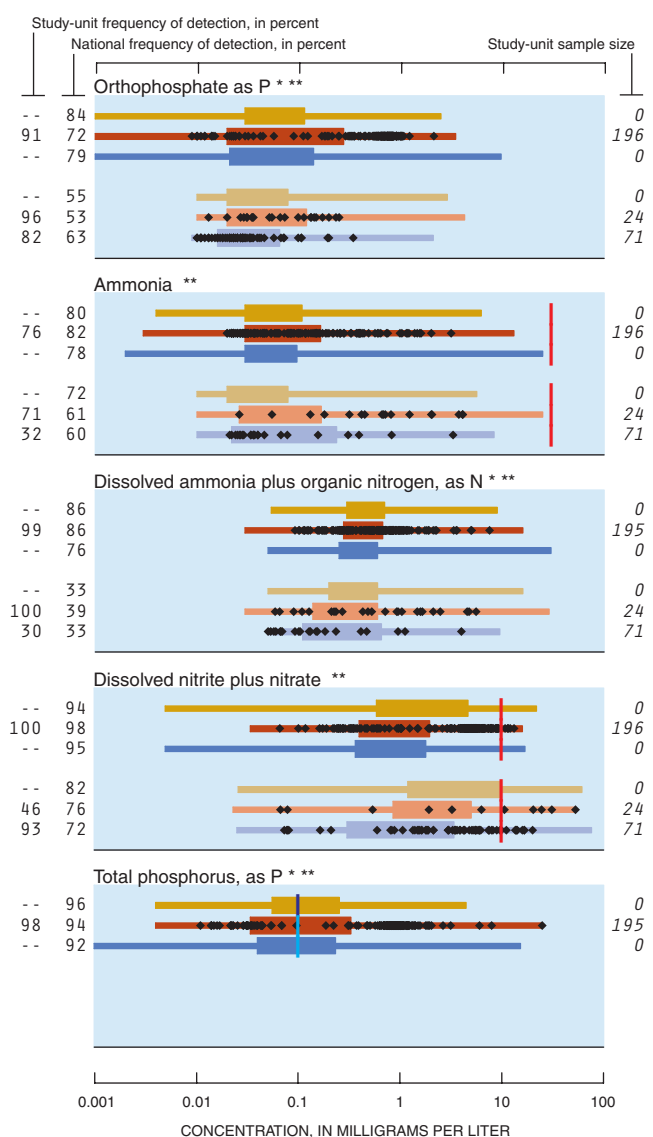 Study-unit frequency of detection, in percent
National frequency of detection, in percent Study-unit sample size
Orthophosphate as P * **
-- 84 0
91 72 196
-- 79 0
-- 55 0
96 53 24
82 63 71
Ammonia **
-- 80 0
76 82 196
-- 78 0
-- 72 0
71 61 24
32 60 71
Dissolved ammonia plus organic nitrogen, as N * **
-- 86 0
99 86 195
-- 76 0
-- 33 0
100 39 24
30 33 71
Dissolved nitrite plus nitrate **
-- 94 0
100 98 196
-- 95 0
-- 82 0
46 76 24
93 72 71
Total phosphorus, as P * **
-- 96 0
98 94 195
-- 92 0
0.001 0.01 0.1 1 10 100
CONCENTRATION, IN MILLIGRAMS PER LITER